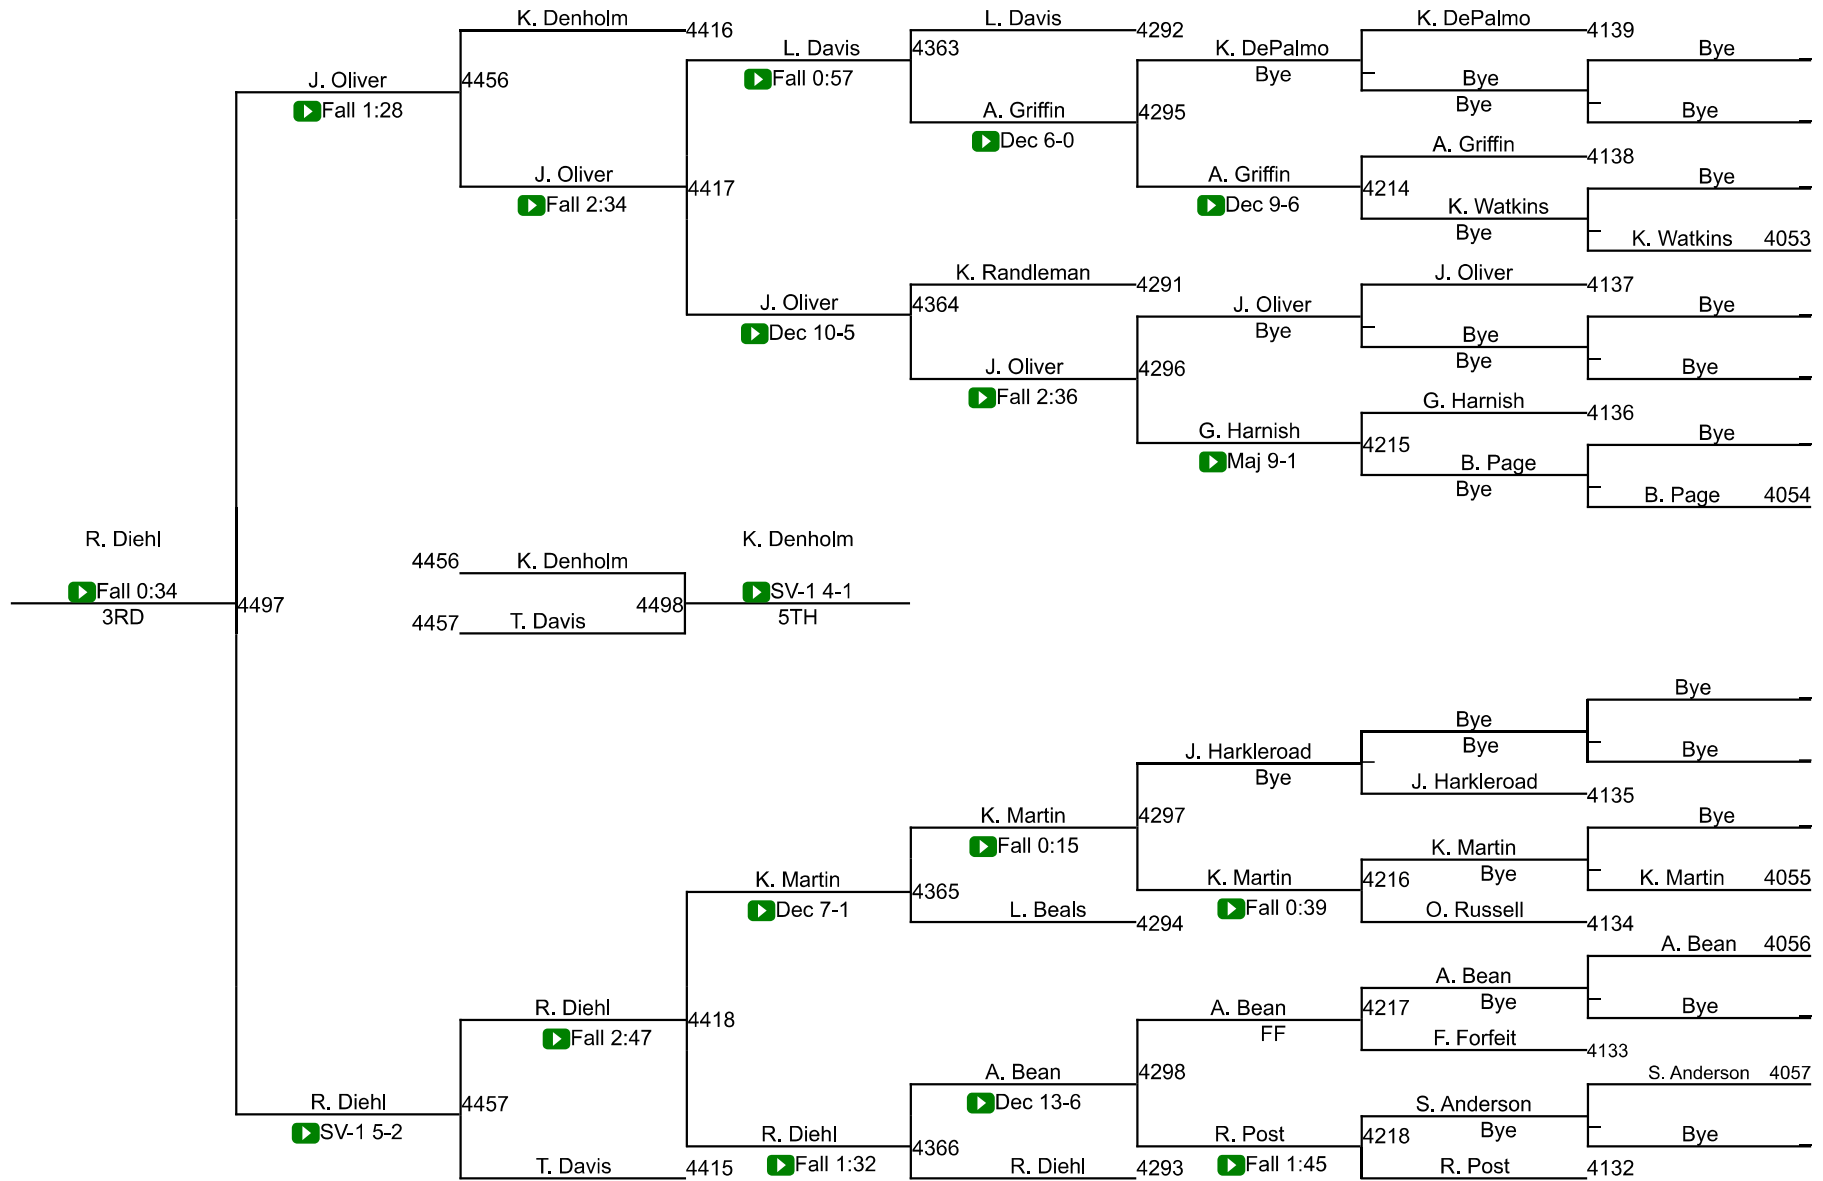 K. Denholm
4416
L. Davis
4292
K. DePalmo
4139
Bye
J. Oliver
4456
Fall 1:28
L. Davis
4363
Fall 0:57
K. DePalmo
Bye
Bye
Bye
Bye
A. Griffin
4295
Dec 6-0
A. Griffin
4138
Bye
J. Oliver
4417
Fall 2:34
A. Griffin
4214
Dec 9-6
K. Watkins
Bye
K. Watkins 4053
K. Randleman
4291
J. Oliver
4137
Bye
J. Oliver
4364
Dec 10-5
J. Oliver
Bye
Bye
Bye
Bye
J. Oliver
4296
Fall 2:36
G. Harnish
4136
Bye
G. Harnish
4215
Maj 9-1
B. Page
Bye
B. Page 4054
R. Diehl
Fall 0:34
4497
3RD
4456
K. Denholm
4498
4457
T. Davis
K. Denholm
SV-1 4-1
5TH
Bye
Bye
Bye
Bye
J. Harkleroad
Bye
J. Harkleroad
4135
K. Martin
4297
Fall 0:15
Bye
K. Martin
Bye
K. Martin 4055
K. Martin
4365
Dec 7-1
K. Martin
4216
Fall 0:39
L. Beals
4294
O. Russell
4134
A. Bean 4056
A. Bean
Bye
Bye
R. Diehl
4418
Fall 2:47
A. Bean
4217
FF
F. Forfeit
4133
A. Bean
4298
Dec 13-6
S. Anderson 4057
S. Anderson
Bye
Bye
R. Diehl
4457
SV-1 5-2
R. Diehl
4366
Fall 1:32
R. Post
4218
Fall 1:45
T. Davis
4415
R. Diehl
4293
R. Post
4132